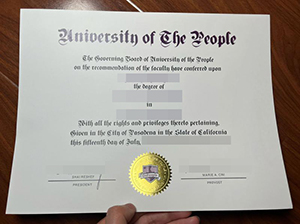 University of The People
The Governing Board of University of the People
on the recommendation of the faculty have conferred upon
the degree of
in
With all the rights and privileges thereto pertaining.
Given in the City of Pasadena in the State of California
this fifteenth day of July,
PRESIDENT
PROVOST